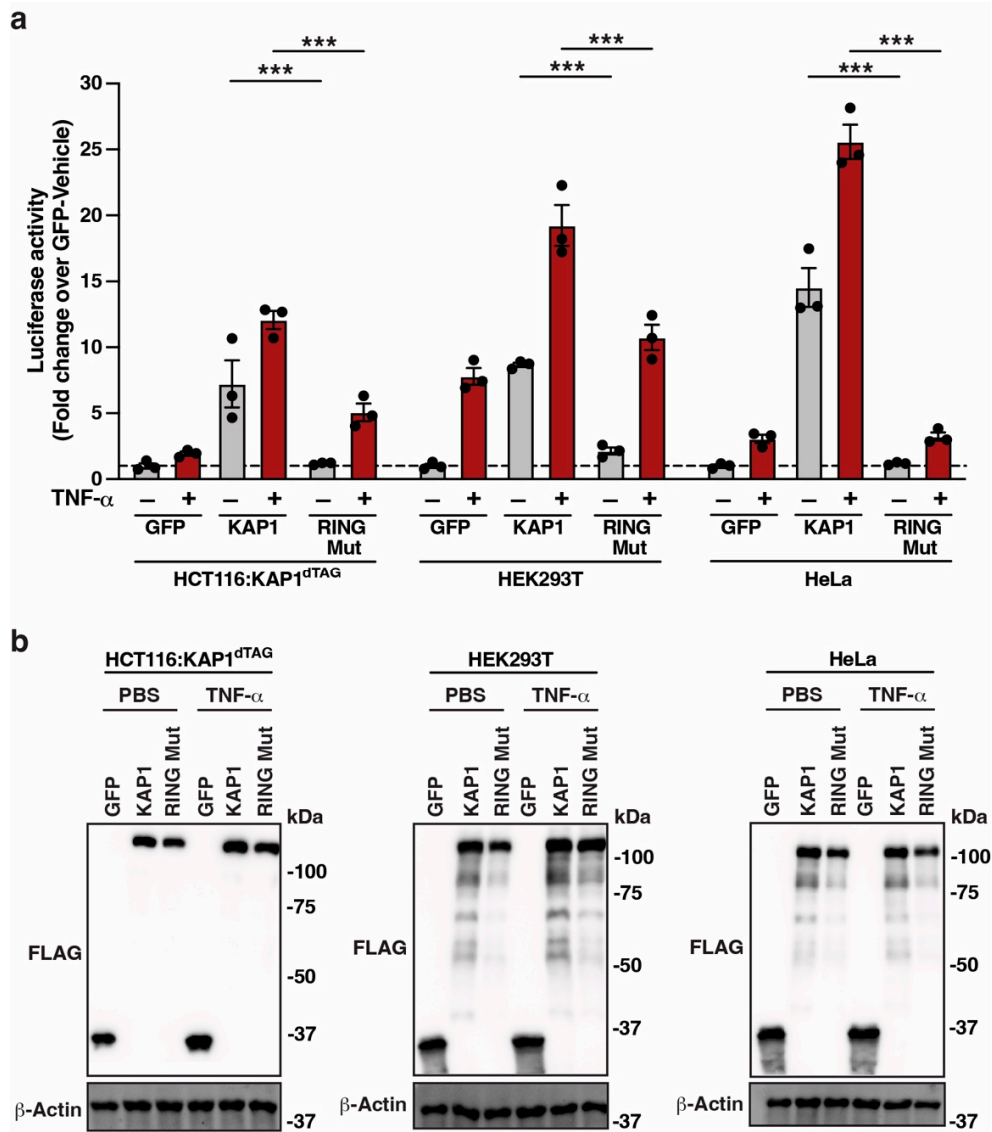 a
*** *** ***
*** *** ***
Luciferase activity
(Fold change over GFP-Vehicle)
30
25
20
15
10
5
0
TNF-α – + – + – + – + – + – + – + – + – +
GFP KAP1 RING Mut GFP KAP1 RING Mut GFP KAP1 RING Mut
HCT116:KAP1dTAG HEK293T HeLa
b
HCT116:KAP1dTAG HEK293T HeLa
PBS TNF-α PBS TNF-α PBS TNF-α
GFP KAP1 RING Mut GFP KAP1 RING Mut GFP KAP1 RING Mut GFP KAP1 RING Mut GFP KAP1 RING Mut GFP KAP1 RING Mut
kDa kDa kDa
-100 -100 -100
-75 -75 -75
FLAG FLAG FLAG
-50 -50 -50
-37 -37 -37
β-Actin β-Actin β-Actin
-37 -37 -37